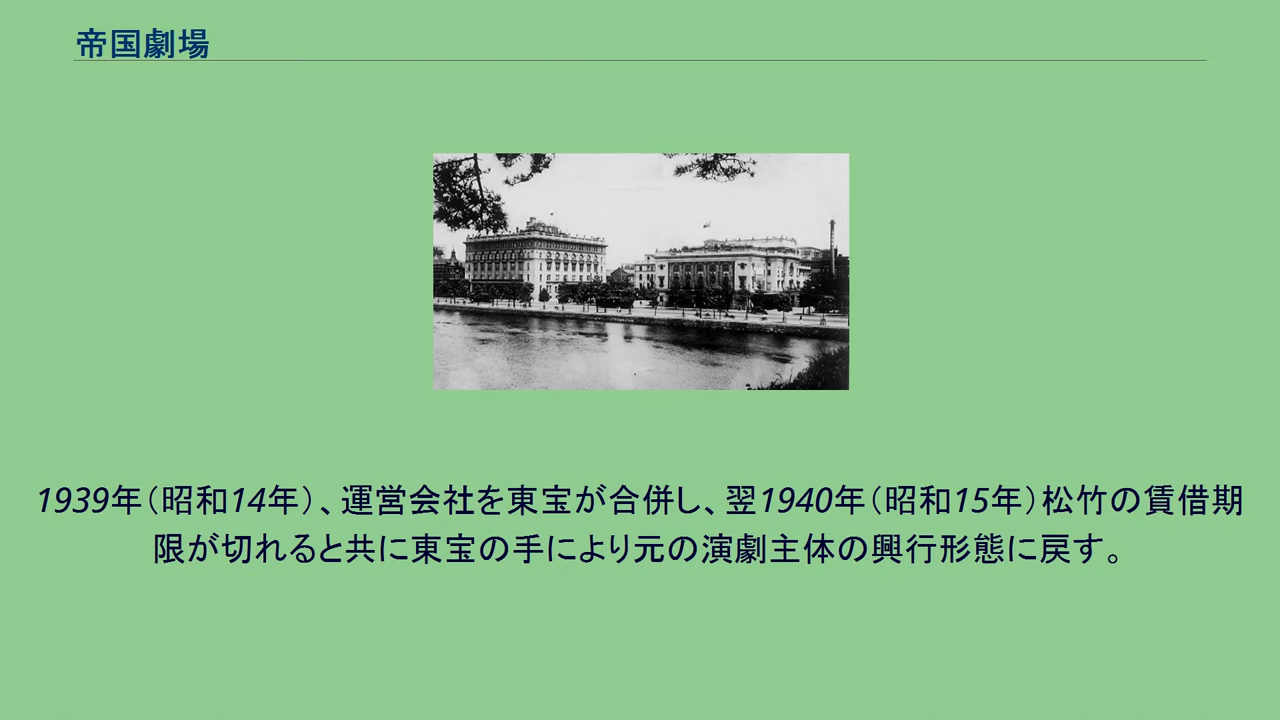 帝国劇場
1939年（昭和14年）、運営会社を東宝が合併し、翌1940年（昭和15年）松竹の賃借期
限が切れると共に東宝の手により元の演劇主体の興行形態に戻す。